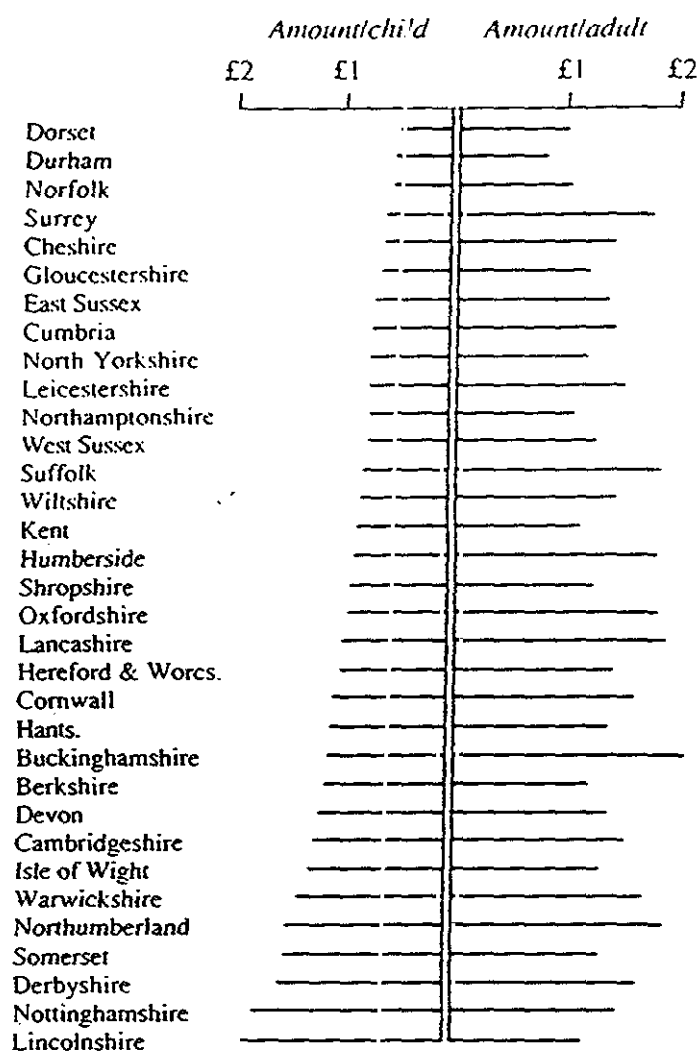 Amount/child Amount/adult
£2 £1 £1 £2
Dorset
Durham
Norfolk
Surrey
Cheshire
Gloucestershire
East Sussex
Cumbria
North Yorkshire
Leicestershire
Northamptonshire
West Sussex
Suffolk
Wiltshire
Kent
Humberside
Shropshire
Oxfordshire
Lancashire
Hereford & Worcs.
Cornwall
Hants.
Buckinghamshire
Berkshire
Devon
Cambridgeshire
Isle of Wight
Warwickshire
Northumberland
Somerset
Derbyshire
Nottinghamshire
Lincolnshire